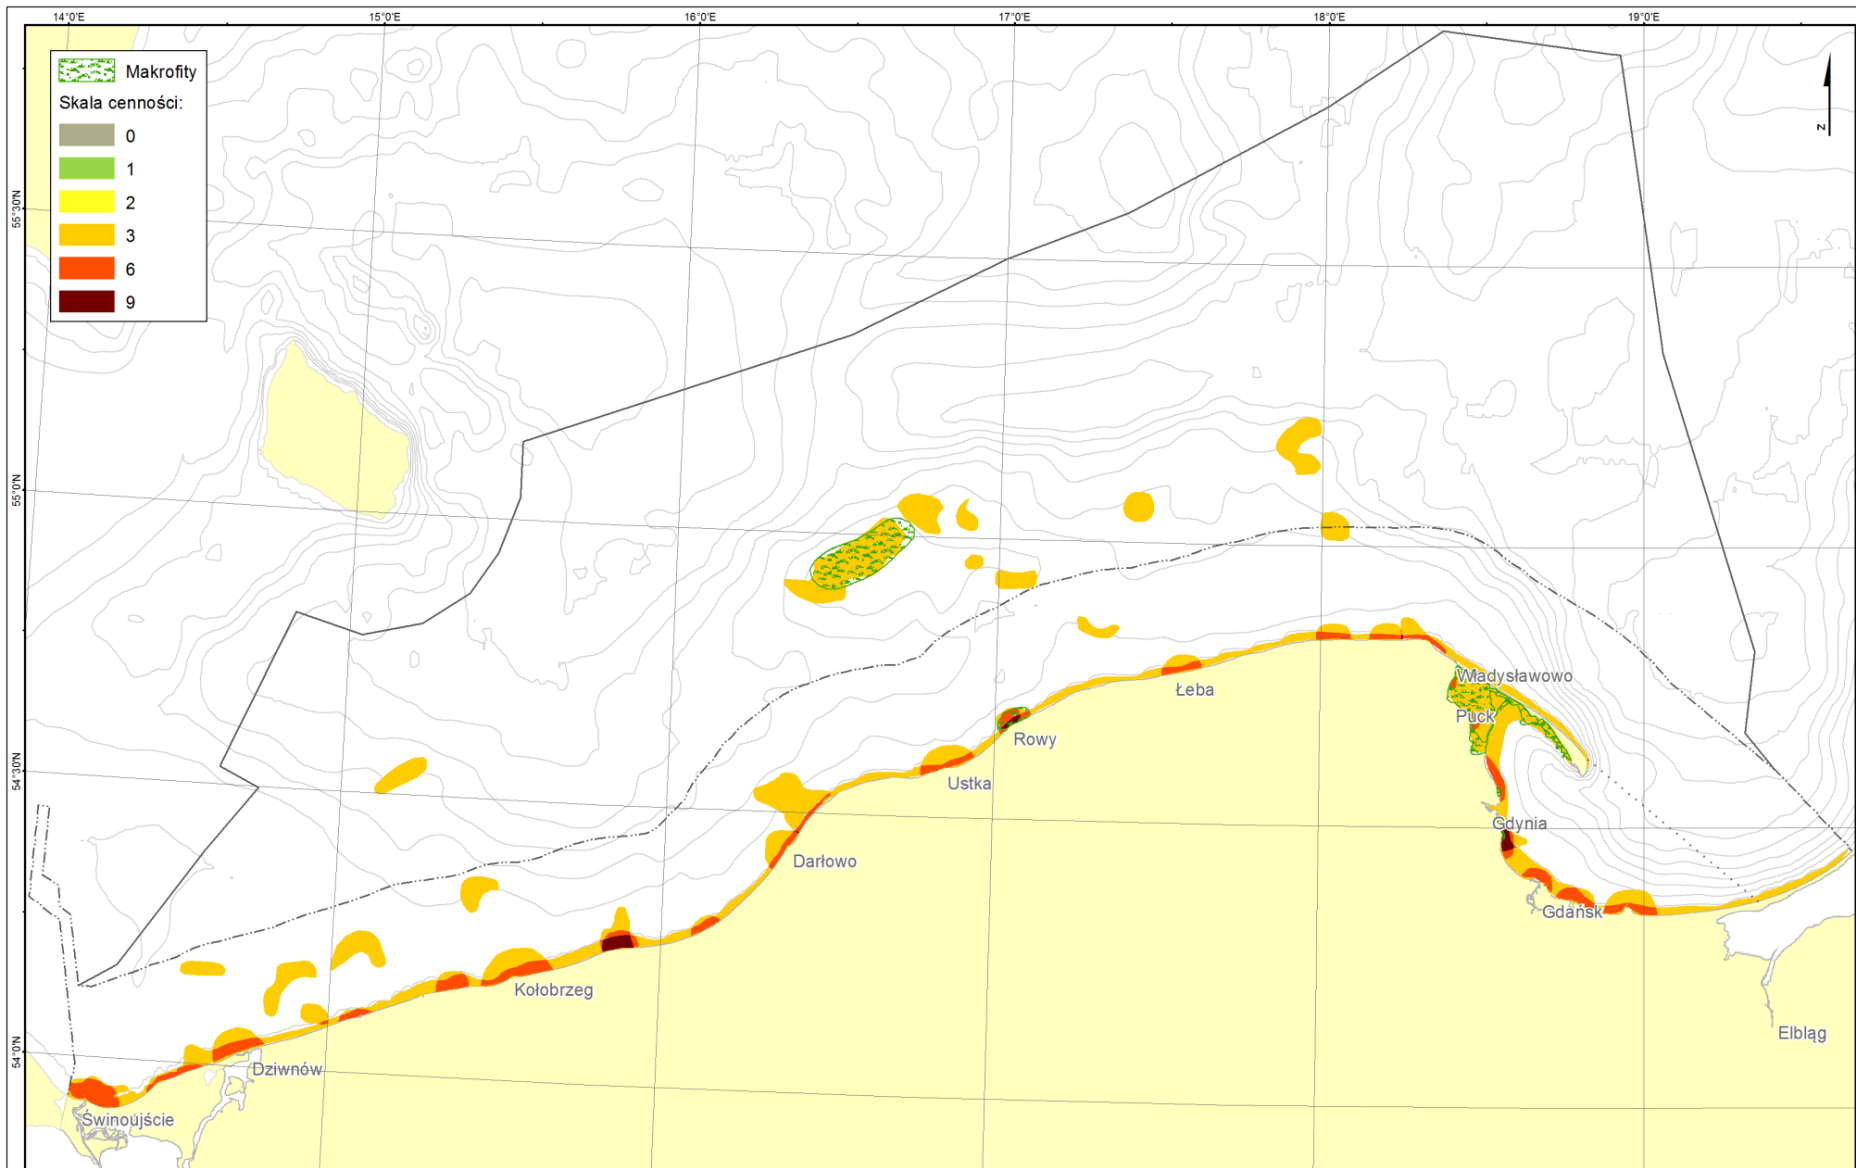 14°0'E 15°0'E 16°0'E 17°0'E 18°0'E 19°0'E
Makrofity
Skala cenności:
0
1
2
3
6
9
z
55°30'N
55°0'N
54°30'N
54°0'N
Władysławowo
Łeba
Puck
Rowy
Ustka
Gdynia
Darłowo
Gdańsk
Kołobrzeg
Elbląg
Dziwnów
Świnoujście